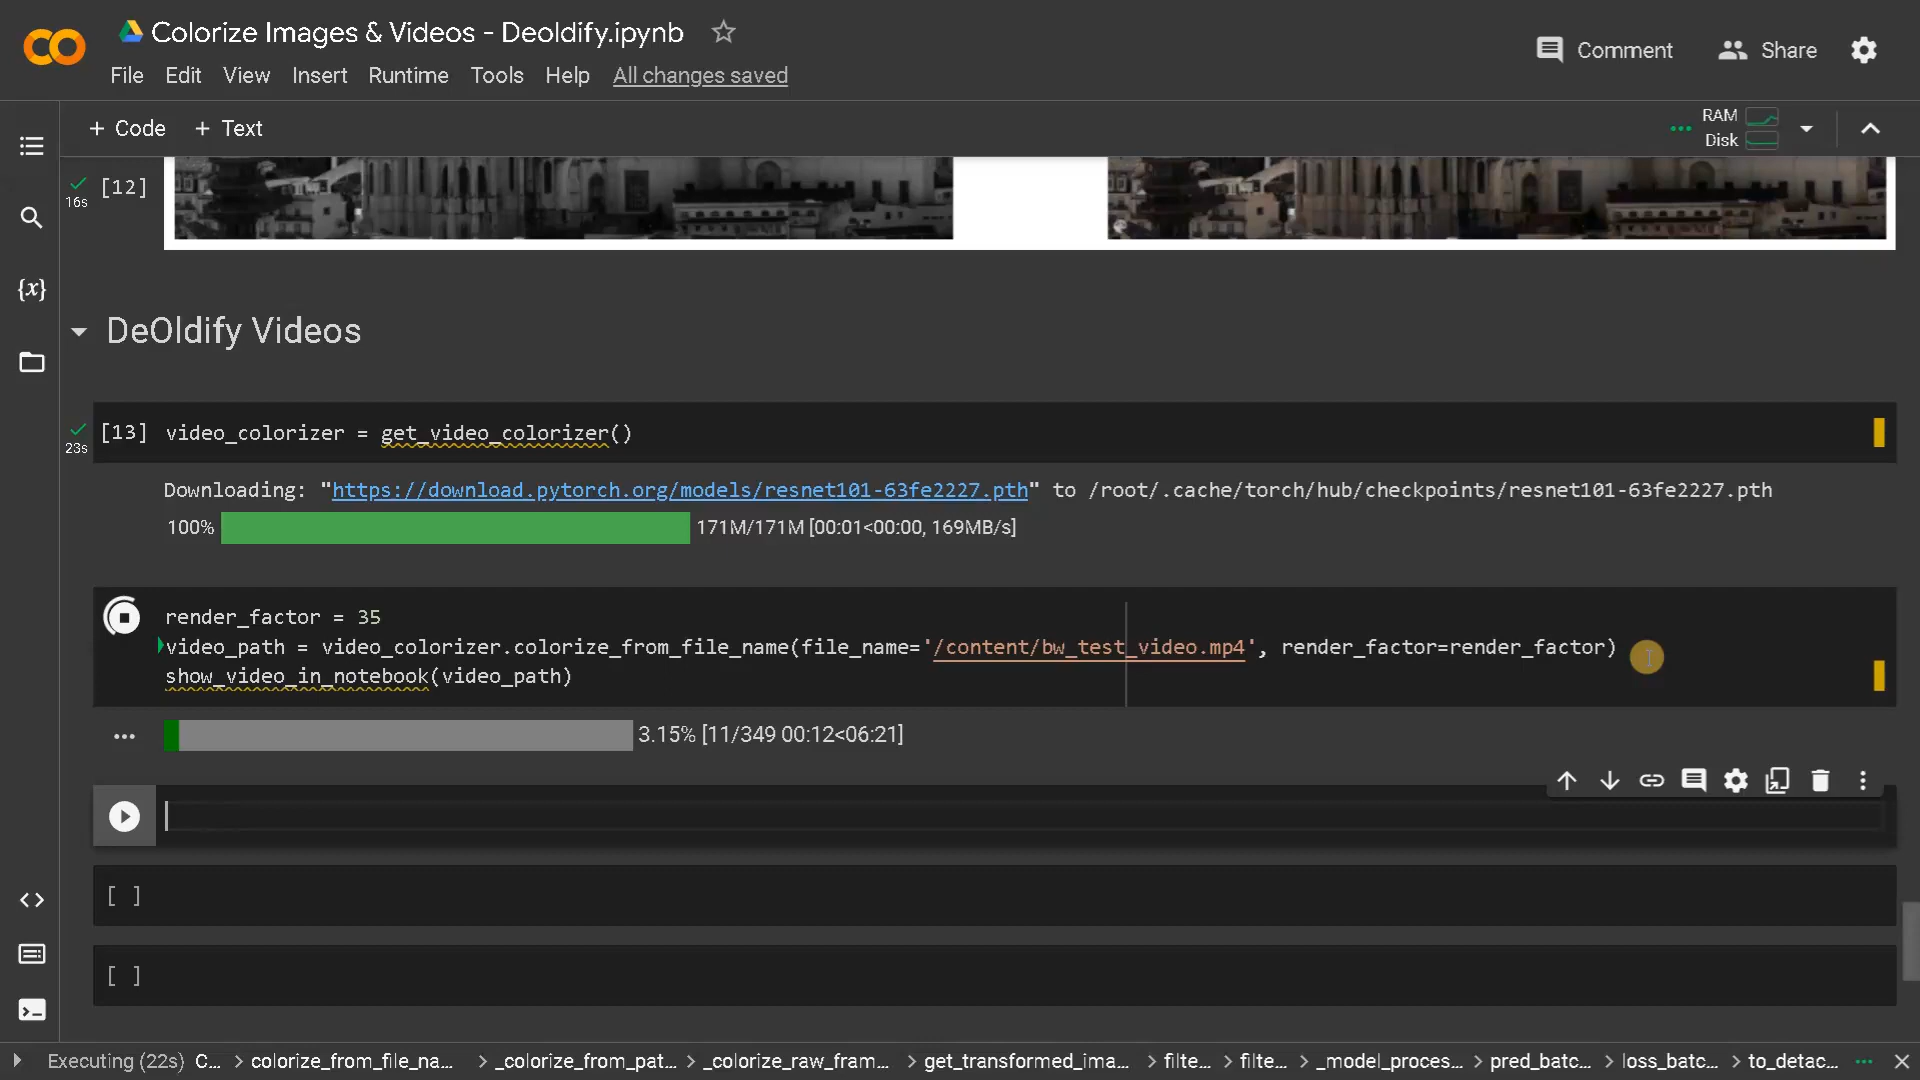 Colorize Images & Videos - Deoldify.ipynb
Comment
Share
File Edit View Insert Runtime Tools Help All changes saved
+ Code + Text
RAM
Disk
[12]
16s
{x}
DeOldify Videos
[13] video_colorizer = get_video_colorizer()
23s
Downloading: "https://download.pytorch.org/models/resnet101-63fe2227.pth" to /root/.cache/torch/hub/checkpoints/resnet101-63fe2227.pth
100% 171M/171M [00:01<00:00, 169MB/s]
render_factor = 35
video_path = video_colorizer.colorize_from_file_name(file_name='/content/bw_test_video.mp4', render_factor=render_factor)
show_video_in_notebook(video_path)
3.15% [11/349 00:12<06:21]
[ ]
[ ]
Executing (22s) C... > colorize_from_file_na... > _colorize_from_pat... > _colorize_raw_fram... > get_transformed_ima... > filte... > filte... > _model_proces... > pred_batc... > loss_batc... > to_detac... ...